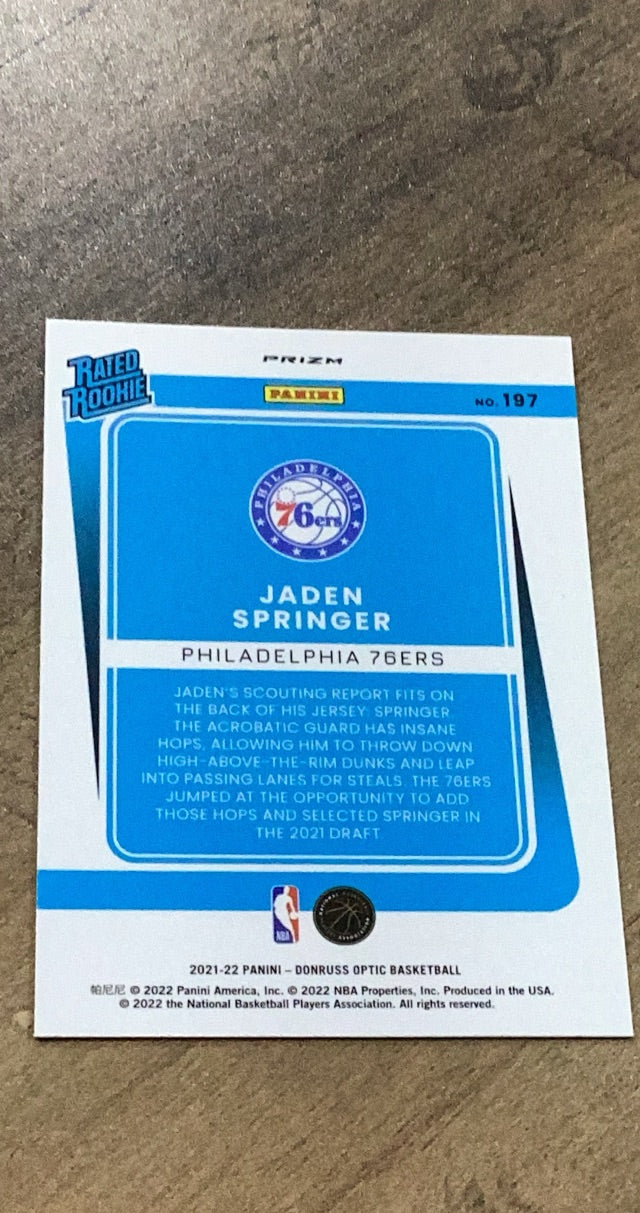 PRIZM
RATED
ROOKIE
PANINI
NO. 197
PHILADELPHIA
76ers
JADEN
SPRINGER
PHILADELPHIA 76ERS
JADEN'S SCOUTING REPORT FITS ON
THE BACK OF HIS JERSEY: SPRINGER.
THE ACROBATIC GUARD HAS INSANE
HOPS, ALLOWING HIM TO THROW DOWN
HIGH-ABOVE-THE-RIM DUNKS AND LEAP
INTO PASSING LANES FOR STEALS. THE 76ERS
JUMPED AT THE OPPORTUNITY TO ADD
THOSE HOPS AND SELECTED SPRINGER IN
THE 2021 DRAFT.
NBA
2021-22 PANINI – DONRUSS OPTIC BASKETBALL
帕尼尼 © 2022 Panini America, Inc. © 2022 NBA Properties, Inc. Produced in the USA.
© 2022 the National Basketball Players Association. All rights reserved.